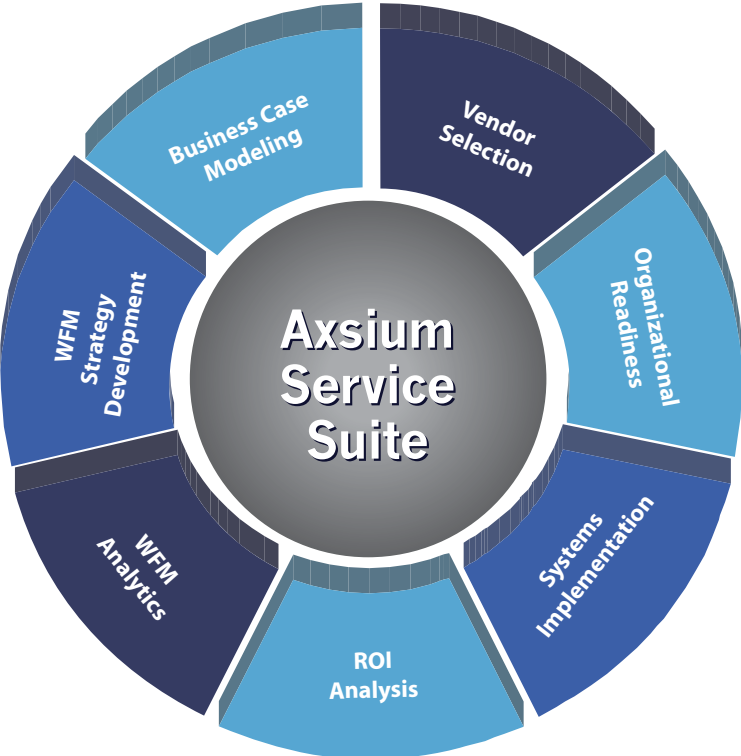 Business Case
Modeling
Vendor
Selection
Organizational
Readiness
Systems
Implementation
ROI
Analysis
WFM
Analytics
WFM
Strategy
Development
Axsium
Service
Suite